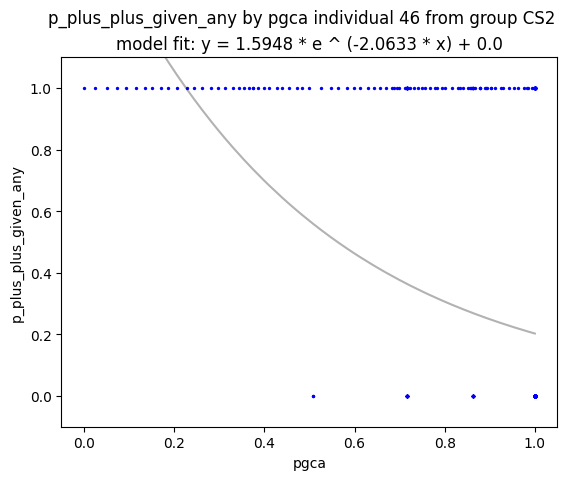 p_plus_plus_given_any by pgca individual 46 from group CS2
model fit: y = 1.5948 * e ^ (-2.0633 * x) + 0.0
1.0
0.8
0.6
0.4
0.2
0.0
p_plus_plus_given_any
0.0 0.2 0.4 0.6 0.8 1.0
pgca